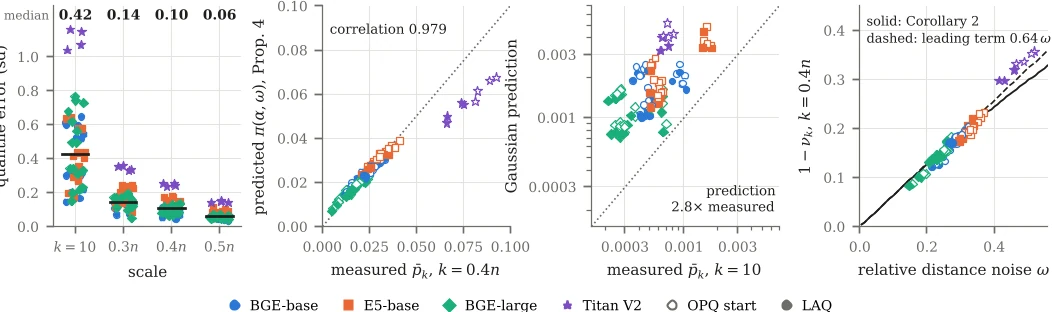 median 0.42 0.14 0.10 0.06
1.0
0.8
0.6
0.4
0.2
0.0
k = 10 0.3n 0.4n 0.5n
scale
quantile error (sd)
predicted π(α, ω), Prop. 4
0.10
0.08
0.06
0.04
0.02
0.00
correlation 0.979
0.000 0.025 0.050 0.075 0.100
measured p̄ₖ, k = 0.4n
Gaussian prediction
0.003
0.001
0.0003
prediction
2.8× measured
0.0003 0.001 0.003
measured p̄ₖ, k = 10
1 − νₖ, k = 0.4n
0.4
0.3
0.2
0.1
0.0
solid: Corollary 2
dashed: leading term 0.64 ω
0.0 0.2 0.4
relative distance noise ω
BGE-base E5-base BGE-large Titan V2 OPQ start LAQ